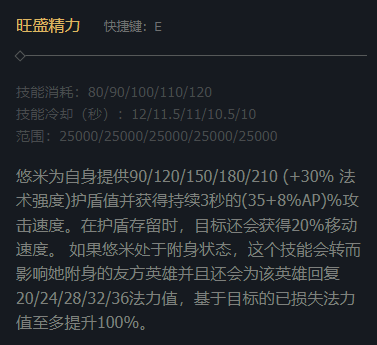 旺盛精力 快捷键：E
技能消耗：80/90/100/110/120
技能冷却（秒）：12/11.5/11/10.5/10
范围：25000/25000/25000/25000/25000
悠米为自身提供90/120/150/180/210 (+30% 法
术强度)护盾值并获得持续3秒的(35+8%AP)%攻
击速度。在护盾存留时，目标还会获得20%移动
速度。 如果悠米处于附身状态，这个技能会转而
影响她附身的友方英雄并且还会为该英雄回复
20/24/28/32/36法力值，基于目标的已损失法力
值至多提升100%。